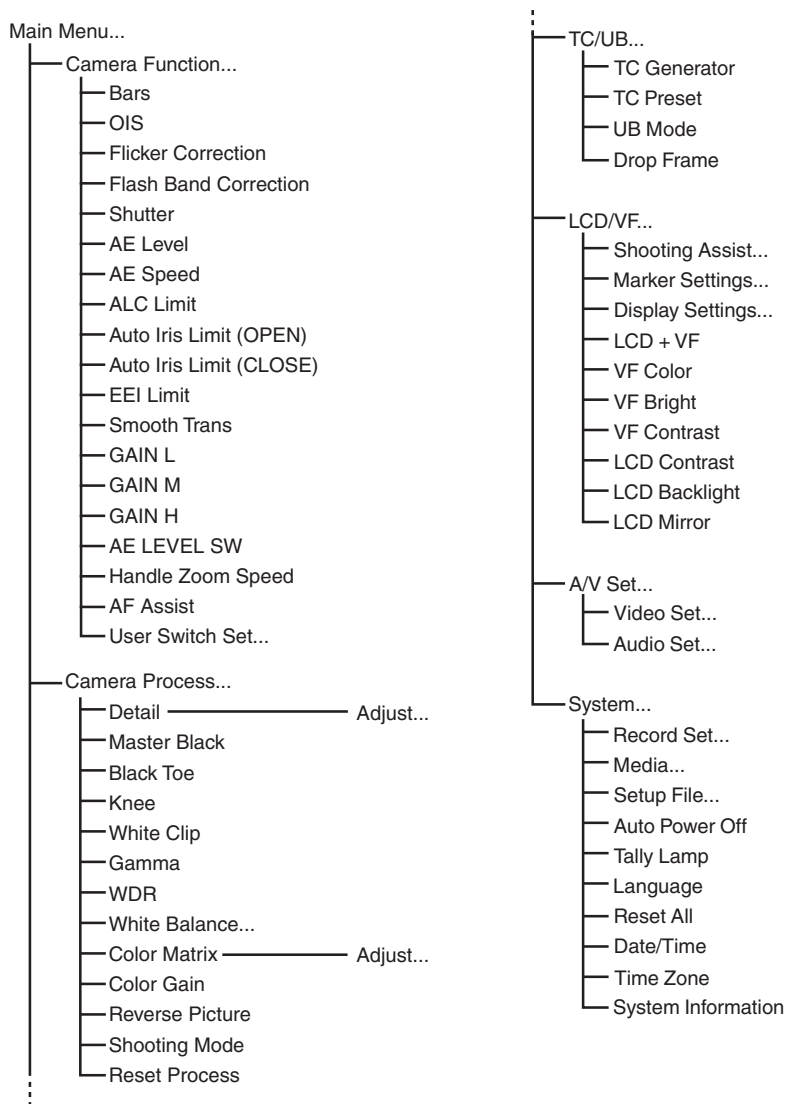 Main Menu...
Camera Function...
Bars
OIS
Flicker Correction
Flash Band Correction
Shutter
AE Level
AE Speed
ALC Limit
Auto Iris Limit (OPEN)
Auto Iris Limit (CLOSE)
EEI Limit
Smooth Trans
GAIN L
GAIN M
GAIN H
AE LEVEL SW
Handle Zoom Speed
AF Assist
User Switch Set...
Camera Process...
Detail Adjust...
Master Black
Black Toe
Knee
White Clip
Gamma
WDR
White Balance...
Color Matrix Adjust...
Color Gain
Reverse Picture
Shooting Mode
Reset Process
TC/UB...
TC Generator
TC Preset
UB Mode
Drop Frame
LCD/VF...
Shooting Assist...
Marker Settings...
Display Settings...
LCD + VF
VF Color
VF Bright
VF Contrast
LCD Contrast
LCD Backlight
LCD Mirror
A/V Set...
Video Set...
Audio Set...
System...
Record Set...
Media...
Setup File...
Auto Power Off
Tally Lamp
Language
Reset All
Date/Time
Time Zone
System Information